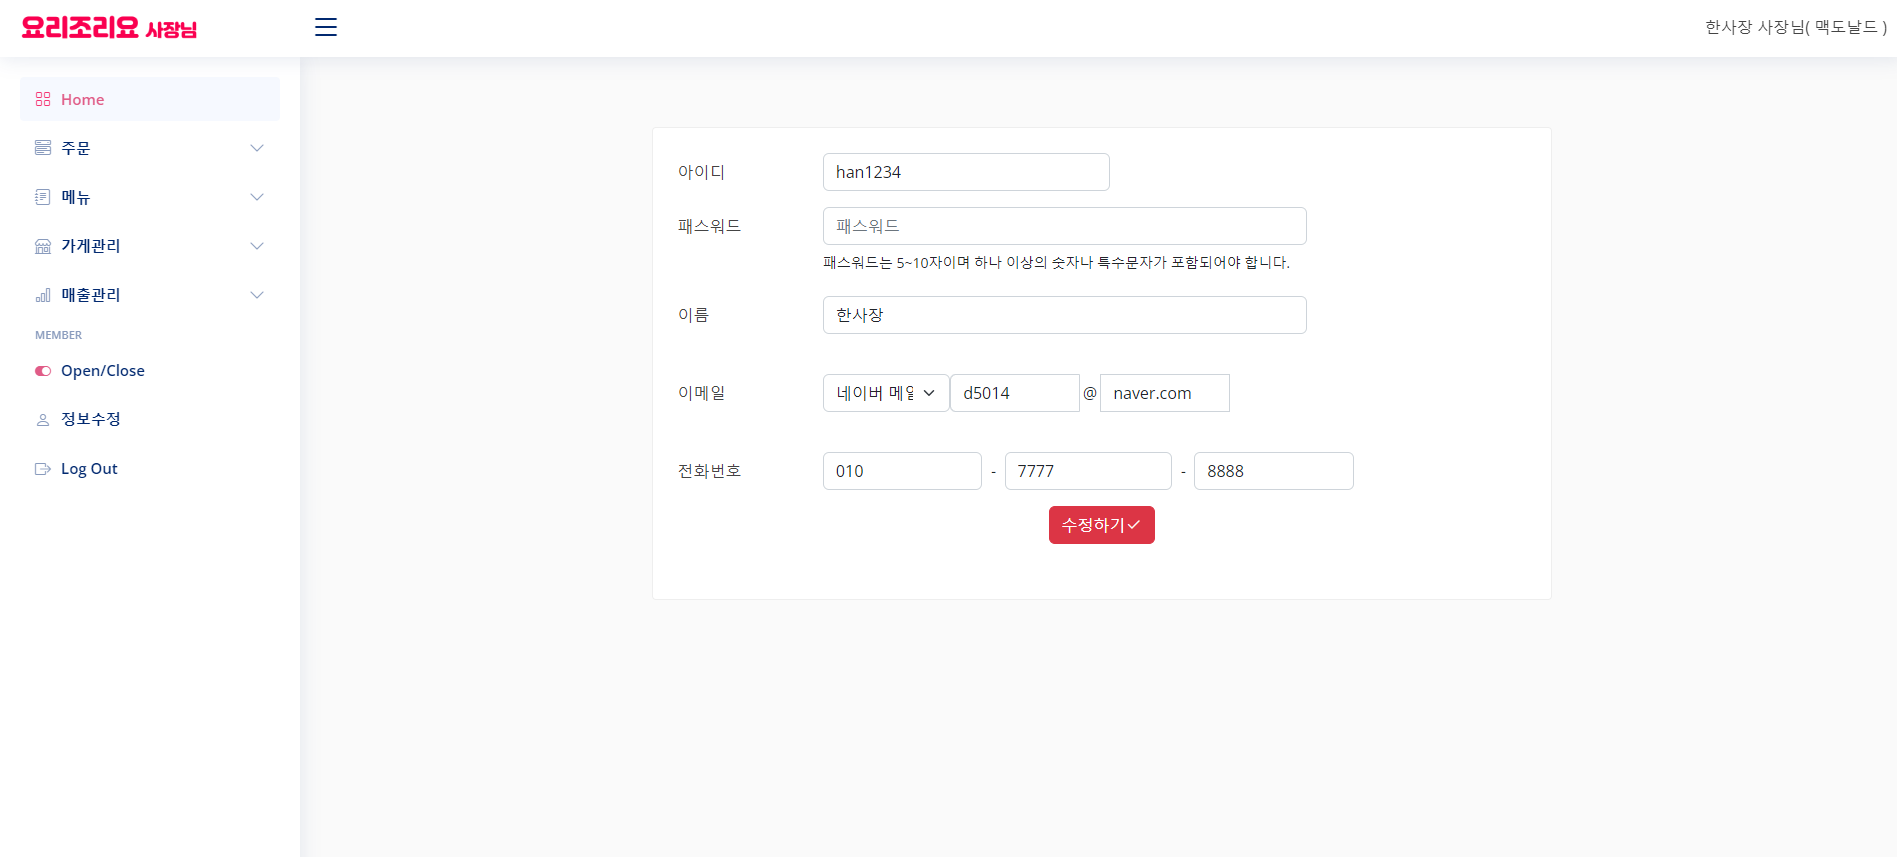 요리조리요 사장님
한사장 사장님( 맥도날드 )
Home
주문
메뉴
가게관리
매출관리
MEMBER
Open/Close
정보수정
Log Out
아이디 han1234
패스워드 패스워드
패스워드는 5~10자이며 하나 이상의 숫자나 특수문자가 포함되어야 합니다.
이름 한사장
이메일 네이버 메일 d5014 @ naver.com
전화번호 010 - 7777 - 8888
수정하기